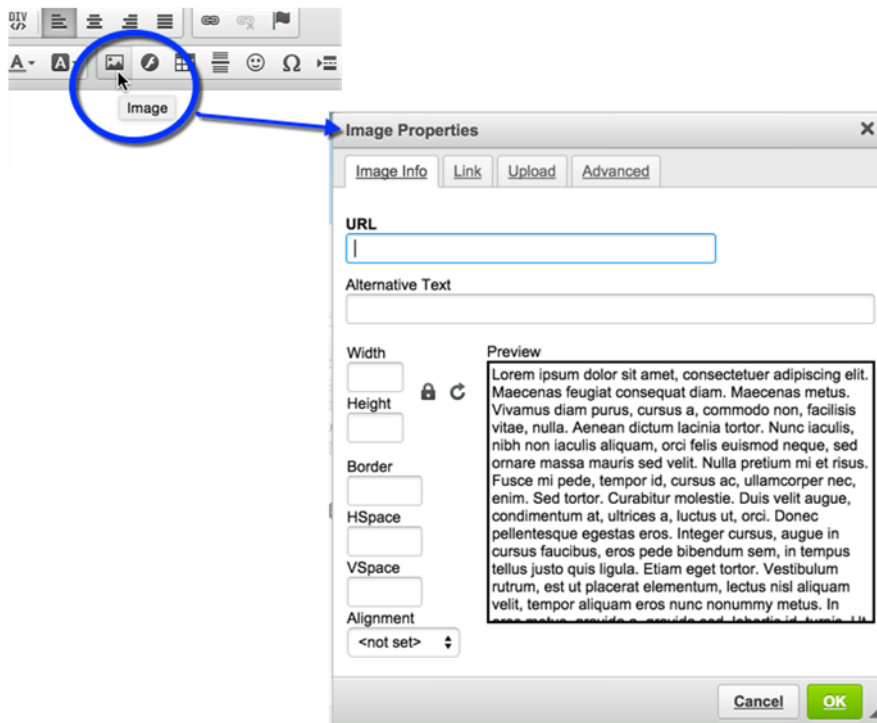 DIV
A
A
Ω
Image
Image Properties
Image Info Link Upload Advanced
URL
Alternative Text
Width
Height
Border
HSpace
VSpace
Alignment
<not set>
Preview
Lorem ipsum dolor sit amet, consectetuer adipiscing elit.
Maecenas feugiat consequat diam. Maecenas metus.
Vivamus diam purus, cursus a, commodo non, facilisis
vitae, nulla. Aenean dictum lacinia tortor. Nunc iaculis,
nibh non iaculis aliquam, orci felis euismod neque, sed
ornare massa mauris sed velit. Nulla pretium mi et risus.
Fusce mi pede, tempor id, cursus ac, ullamcorper nec,
enim. Sed tortor. Curabitur molestie. Duis velit augue,
condimentum at, ultrices a, luctus ut, orci. Donec
pellentesque egestas eros. Integer cursus, augue in
cursus faucibus, eros pede bibendum sem, in tempus
tellus justo quis ligula. Etiam eget tortor. Vestibulum
rutrum, est ut placerat elementum, lectus nisl aliquam
velit, tempor aliquam eros nunc nonummy metus. In
Cancel OK